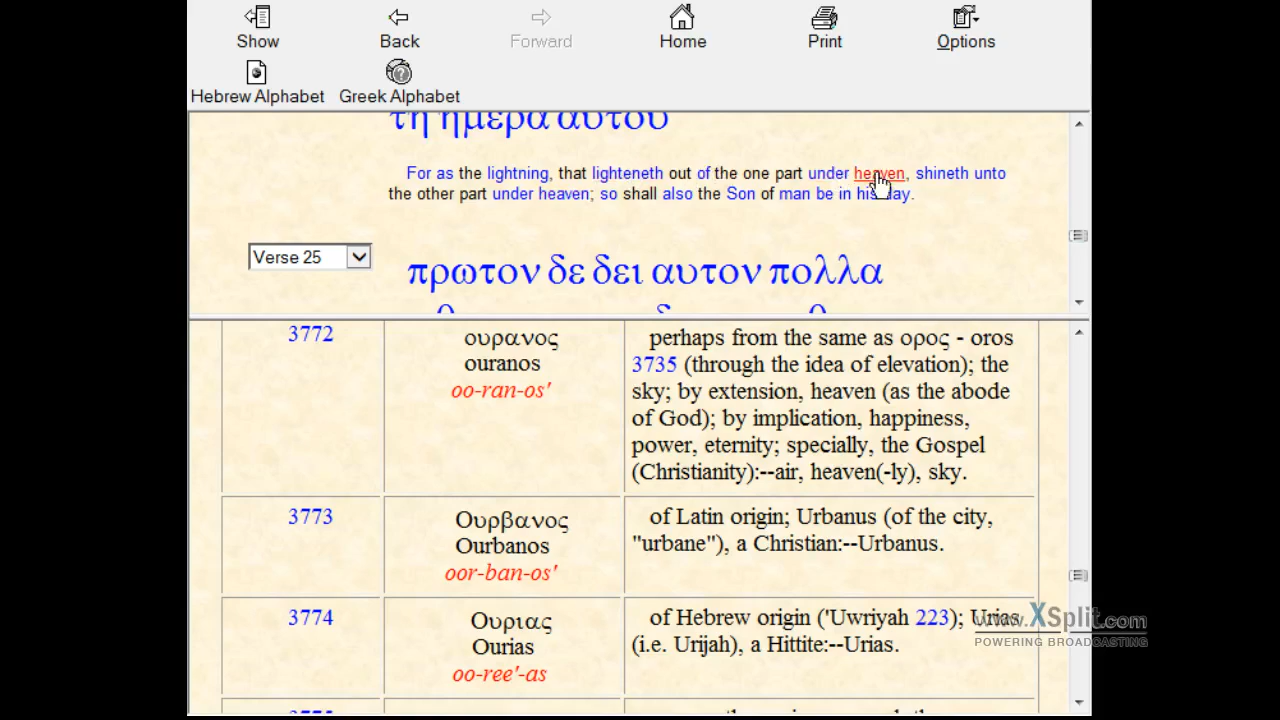 Show Back Forward Home Print Options
Hebrew Alphabet Greek Alphabet
τη ημερα αυτου
For as the lightning, that lighteneth out of the one part under heaven, shineth unto
the other part under heaven; so shall also the Son of man be in his day.
Verse 25
πρωτον δε δει αυτον πολλα
3772
ουρανος
ouranos
oo-ran-os'
perhaps from the same as ορος - oros
3735 (through the idea of elevation); the
sky; by extension, heaven (as the abode
of God); by implication, happiness,
power, eternity; specially, the Gospel
(Christianity):--air, heaven(-ly), sky.
3773
Ουρβανος
Ourbanos
oor-ban-os'
of Latin origin; Urbanus (of the city,
"urbane"), a Christian:--Urbanus.
3774
Ουριας
Ourias
oo-ree'-as
of Hebrew origin ('Uwriyah 223); Urias
(i.e. Urijah), a Hittite:--Urias.
www.XSplit.com
POWERING BROADCASTING